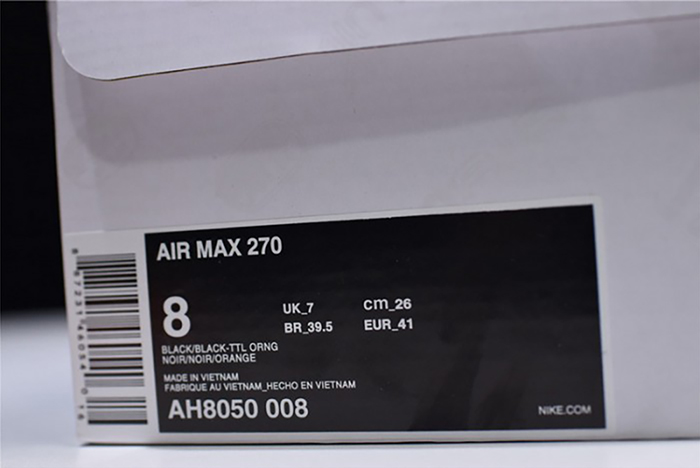 AIR MAX 270
8
UK_7 cm_26
BR_39.5 EUR_41
BLACK/BLACK-TTL ORNG
NOIR/NOIR/ORANGE
MADE IN VIETNAM
FABRIQUE AU VIETNAM_HECHO EN VIETNAM
AH8050 008
NIKE.COM